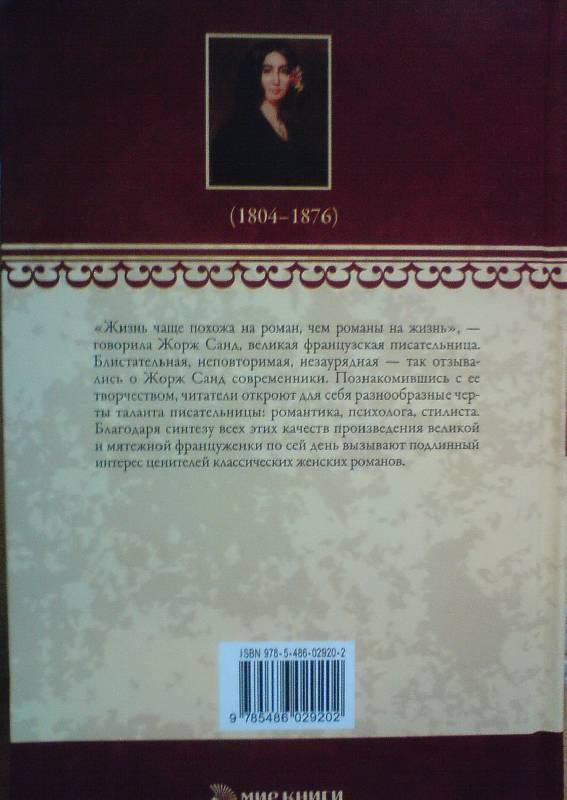 (1804–1876)
«Жизнь чаще похожа на роман, чем романы на жизнь», —
говорила Жорж Санд, великая французская писательница.
Блистательная, неповторимая, незаурядная — так отзыва-
лись о Жорж Санд современники. Познакомившись с ее
творчеством, читатели откроют для себя разнообразные чер-
ты таланта писательницы: романтика, психолога, стилиста.
Благодаря синтезу всех этих качеств произведения великой
и мятежной француженки по сей день вызывают подлинный
интерес ценителей классических женских романов.
ISBN 978-5-486-02920-2
9 785486 029202
МИР КНИГИ